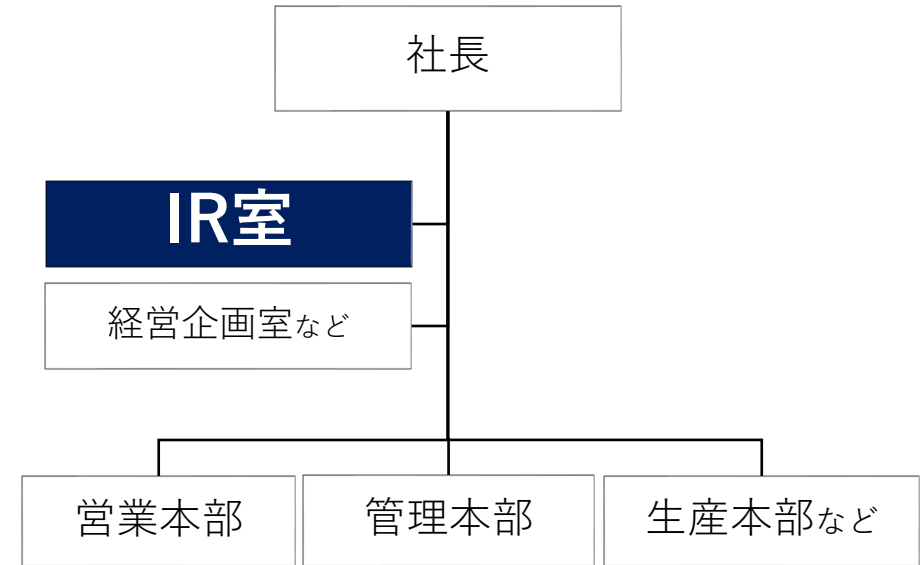 社長
IR室
経営企画室など
営業本部
管理本部
生産本部など